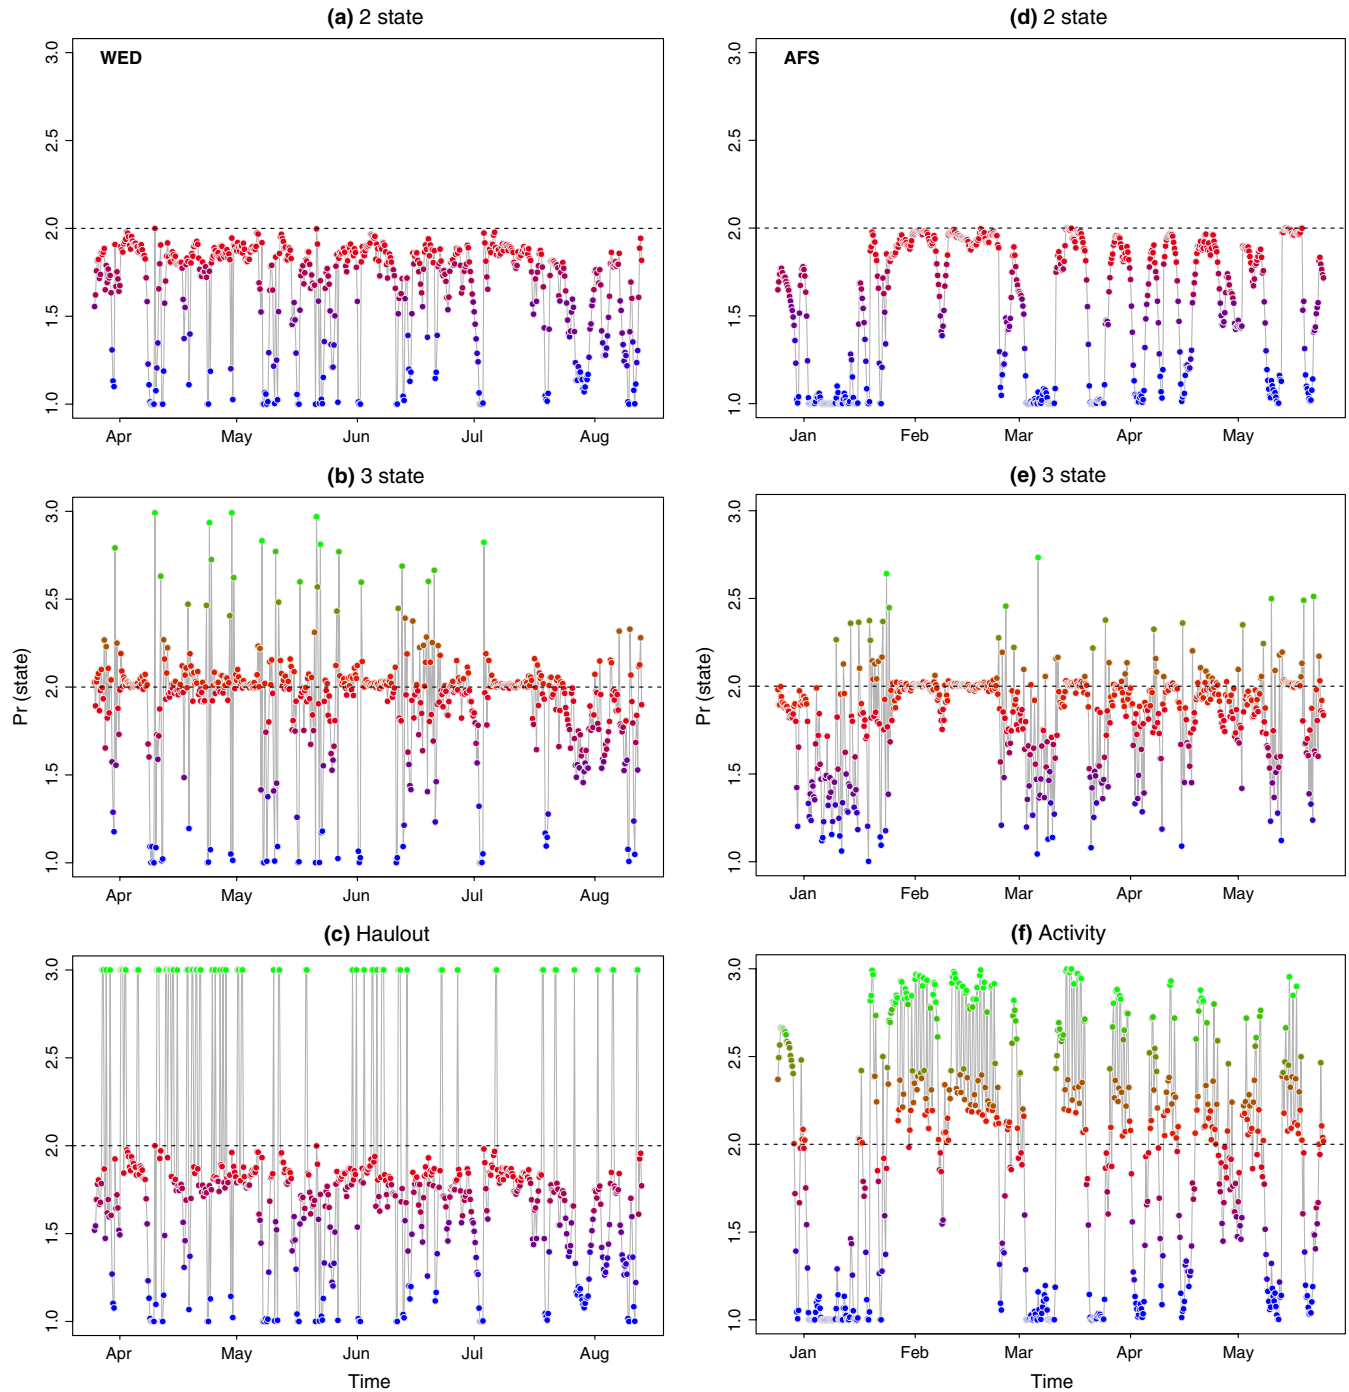 (a) 2 state
WED
3.0
2.5
2.0
1.5
1.0
Apr May Jun Jul Aug
(d) 2 state
AFS
3.0
2.5
2.0
1.5
1.0
Jan Feb Mar Apr May
(b) 3 state
Pr (state)
3.0
2.5
2.0
1.5
1.0
Apr May Jun Jul Aug
(e) 3 state
Pr (state)
3.0
2.5
2.0
1.5
1.0
Jan Feb Mar Apr May
(c) Haulout
3.0
2.5
2.0
1.5
1.0
Apr May Jun Jul Aug
Time
(f) Activity
3.0
2.5
2.0
1.5
1.0
Jan Feb Mar Apr May
Time